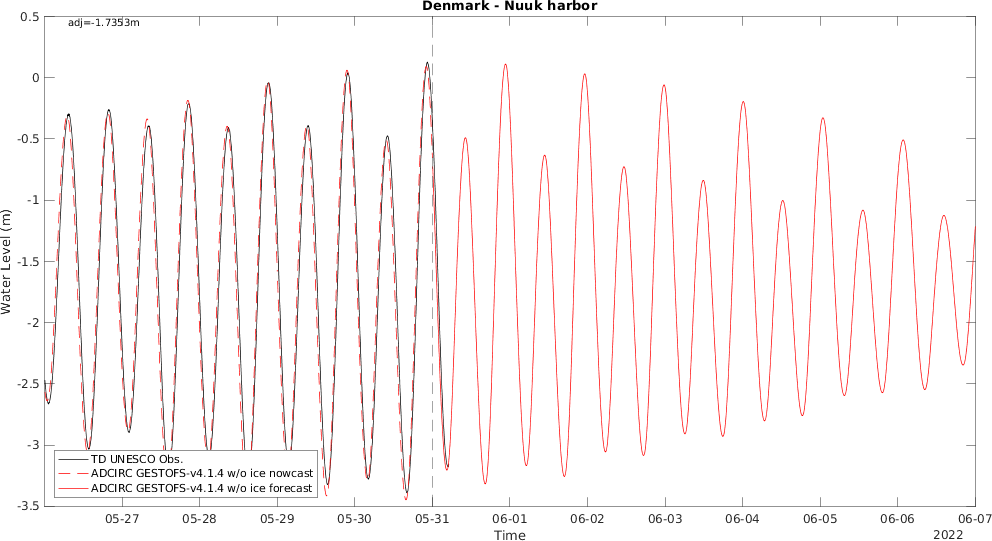 Denmark - Nuuk harbor
adj=-1.7353m
0.5
0
-0.5
-1
-1.5
-2
-2.5
-3
-3.5
Water Level (m)
TD UNESCO Obs.
ADCIRC GESTOFS-v4.1.4 w/o ice nowcast
ADCIRC GESTOFS-v4.1.4 w/o ice forecast
05-27 05-28 05-29 05-30 05-31 06-01 06-02 06-03 06-04 06-05 06-06 06-07
Time
2022